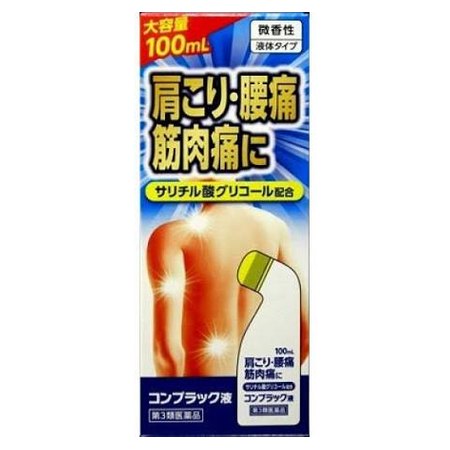 大容量
100mL
微香性
液体タイプ
肩こり・腰痛
筋肉痛に
サリチル酸グリコール配合
100mL
肩こり・腰痛
筋肉痛に
サリチル酸グリコール配合
コンプラック液
第3類医薬品
コンプラック液
第3類医薬品